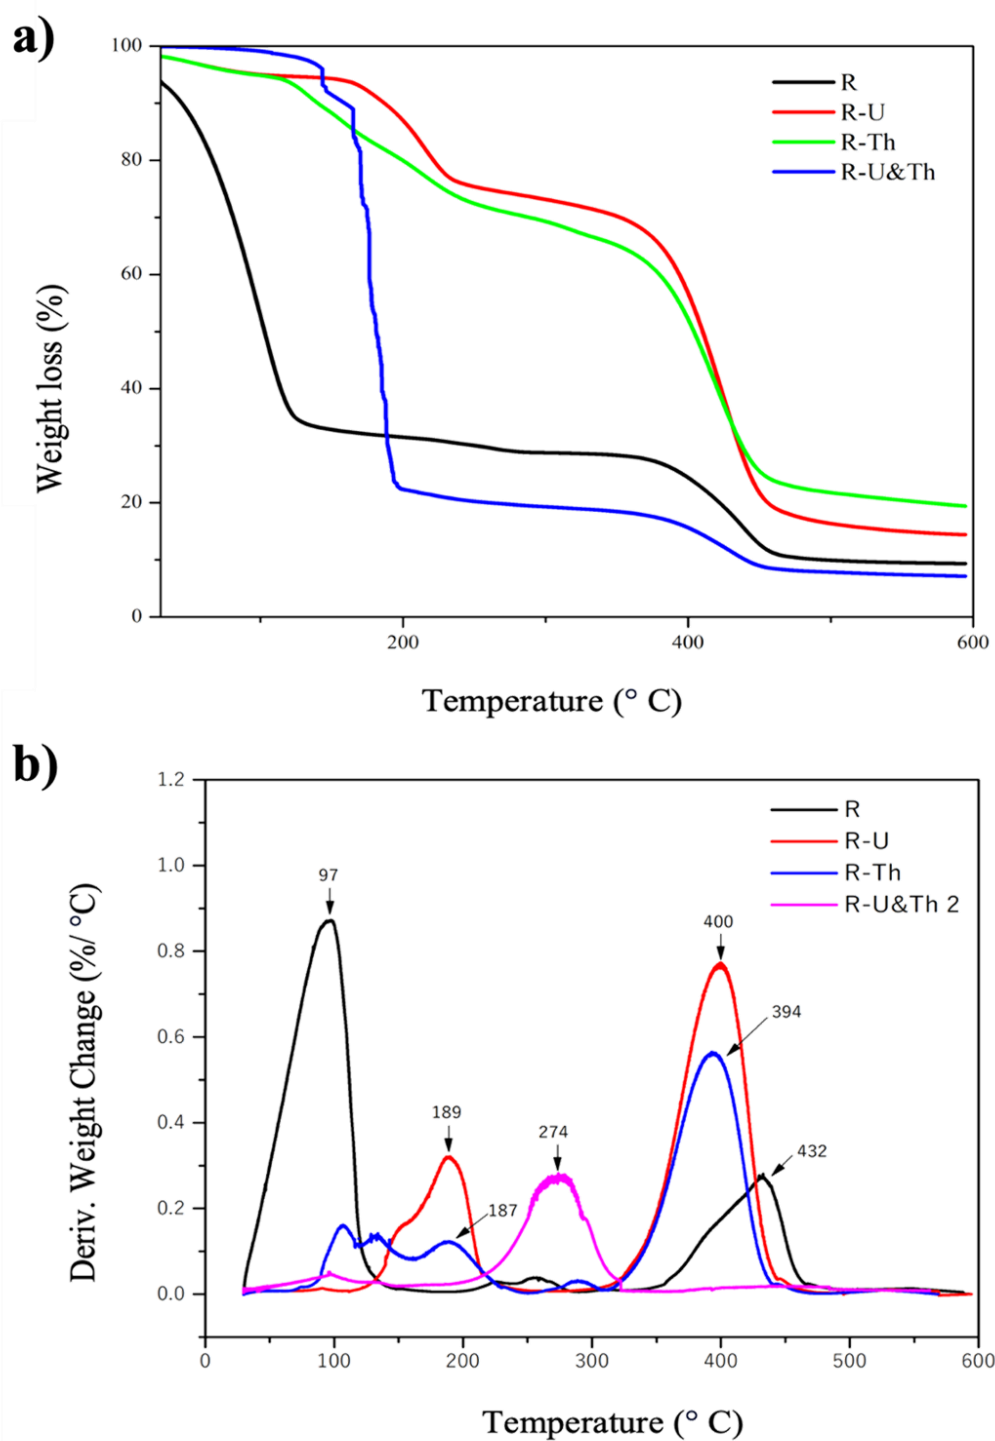 a)
100
80
60
40
20
0
R
R-U
R-Th
R-U&Th
Weight loss (%)
200
400
600
Temperature (° C)
b)
1.2
1.0
0.8
0.6
0.4
0.2
0.0
R
R-U
R-Th
R-U&Th 2
97
400
394
189
274
432
187
Deriv. Weight Change (%/ °C)
0
100
200
300
400
500
600
Temperature (° C)